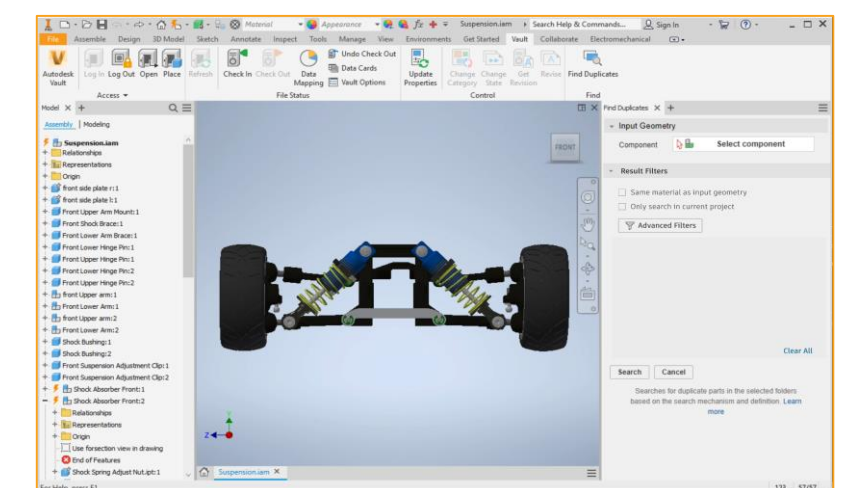 Material Appearance fx Suspension.iam Search Help & Commands... Sign In
File Assemble Design 3D Model Sketch Annotate Inspect Tools Manage View Environments Get Started Vault Collaborate Electromechanical
Autodesk Vault
Log In Log Out Open Place Refresh Check In Check Out Data Mapping
Undo Check Out
Data Cards
Vault Options
Update Properties
Change Category Change State Get Revision Revise Find Duplicates
Access File Status Control Find
Model
Assembly Modeling
Suspension.iam
Relationships
Representations
Origin
front side plate r:1
front side plate l:1
Front Upper Arm Mount:1
Front Shock Brace:1
Front Lower Arm Brace:1
Front Lower Hinge Pin:1
Front Upper Hinge Pin:1
Front Lower Hinge Pin:2
Front Upper Hinge Pin:2
front Upper arm:1
Front Lower Arm:1
front Upper arm:2
Front Lower Arm:2
Shock Bushing:1
Shock Bushing:2
Front Suspension Adjustment Clip:1
Front Suspension Adjustment Clip:2
Shock Absorber Front:1
Shock Absorber Front:2
Relationships
Representations
Origin
Use forsection view in drawing
End of Features
Shock Spring Adjust Nut.ipt:1
For Help, press F1
FRONT
Y
Z
Suspension.iam
Find Duplicates
Input Geometry
Component Select component
Result Filters
Same material as input geometry
Only search in current project
Advanced Filters
Clear All
Search Cancel
Searches for duplicate parts in the selected folders
based on the search mechanism and definition. Learn
more
123 57/57